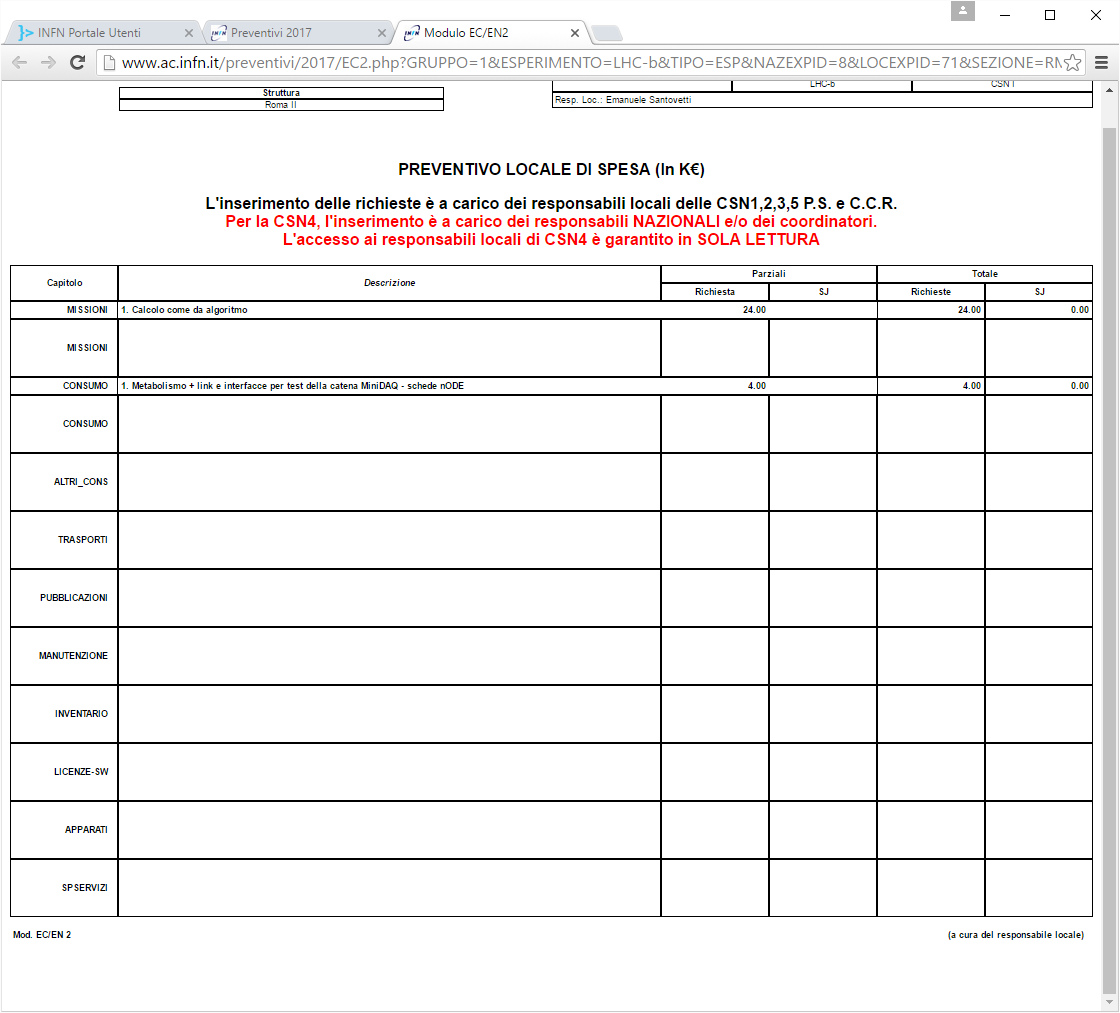 INFN Portale Utenti
Preventivi 2017
Modulo EC/EN2
www.ac.infn.it/preventivi/2017/EC2.php?GRUPPO=1&ESPERIMENTO=LHC-b&TIPO=ESP&NAZEXPID=8&LOCEXPID=71&SEZIONE=RM
Struttura
Roma II
LHC-b CSN I
Resp. Loc.: Emanuele Santovetti
PREVENTIVO LOCALE DI SPESA (In K€)
L'inserimento delle richieste è a carico dei responsabili locali delle CSN1,2,3,5 P.S. e C.C.R.
Per la CSN4, l'inserimento è a carico dei responsabili NAZIONALI e/o dei coordinatori.
L'accesso ai responsabili locali di CSN4 è garantito in SOLA LETTURA
Capitolo Descrizione Parziali Totale
Richiesta SJ Richieste SJ
MISSIONI 1. Calcolo come da algoritmo 24.00 24.00 0.00
MISSIONI
CONSUMO 1. Metabolismo + link e interfacce per test della catena MiniDAQ - schede nODE 4.00 4.00 0.00
CONSUMO
ALTRI_CONS
TRASPORTI
PUBBLICAZIONI
MANUTENZIONE
INVENTARIO
LICENZE-SW
APPARATI
SPSERVIZI
Mod. EC/EN 2 (a cura del responsabile locale)